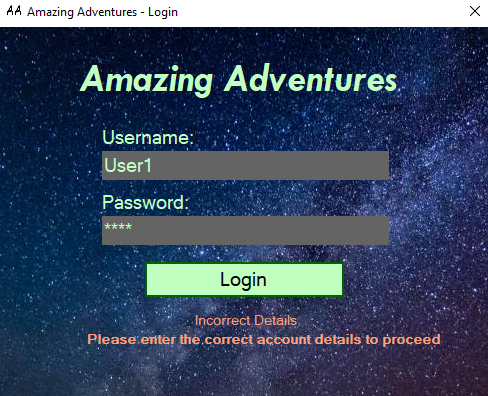 AA Amazing Adventures - Login
Amazing Adventures
Username:
User1
Password:
****
Login
Incorrect Details.
Please enter the correct account details to proceed